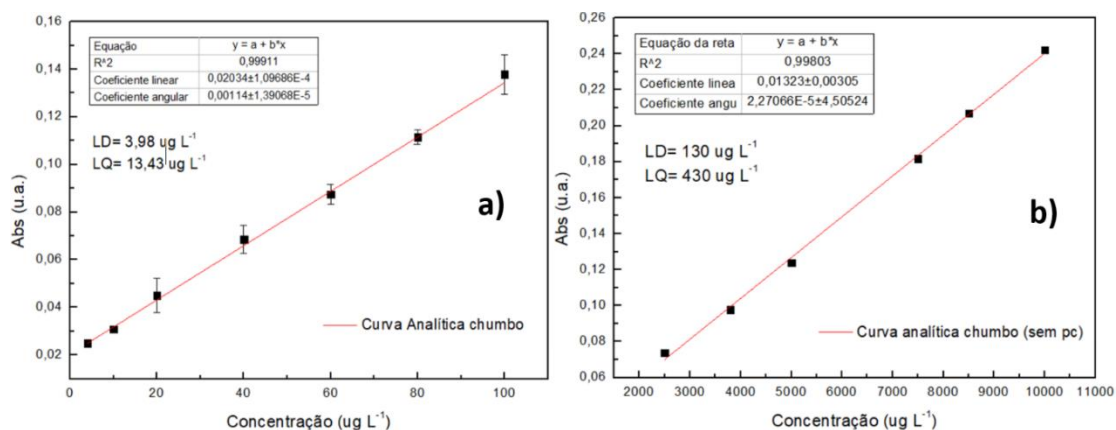 0,16
0,14
0,12
0,10
0,08
0,06
0,04
0,02
Abs (u.a.)
Equação y = a + b*x
R^2 0,99911
Coeficiente linear 0,02034±1,09686E-4
Coeficiente angular 0,00114±1,39068E-5
LD= 3,98 ug L-1
LQ= 13,43 ug L-1
a)
Curva Analítica chumbo
0 20 40 60 80 100
Concentração (ug L-1)
0,26
0,24
0,22
0,20
0,18
0,16
0,14
0,12
0,10
0,08
0,06
Abs (u.a.)
Equação da reta y = a + b*x
R^2 0,99803
Coeficiente linea 0,01323±0,00305
Coeficiente angu 2,27066E-5±4,50524
LD= 130 ug L-1
LQ= 430 ug L-1
b)
Curva analítica chumbo (sem pc)
2000 3000 4000 5000 6000 7000 8000 9000 10000
Concentração (ug L-1)